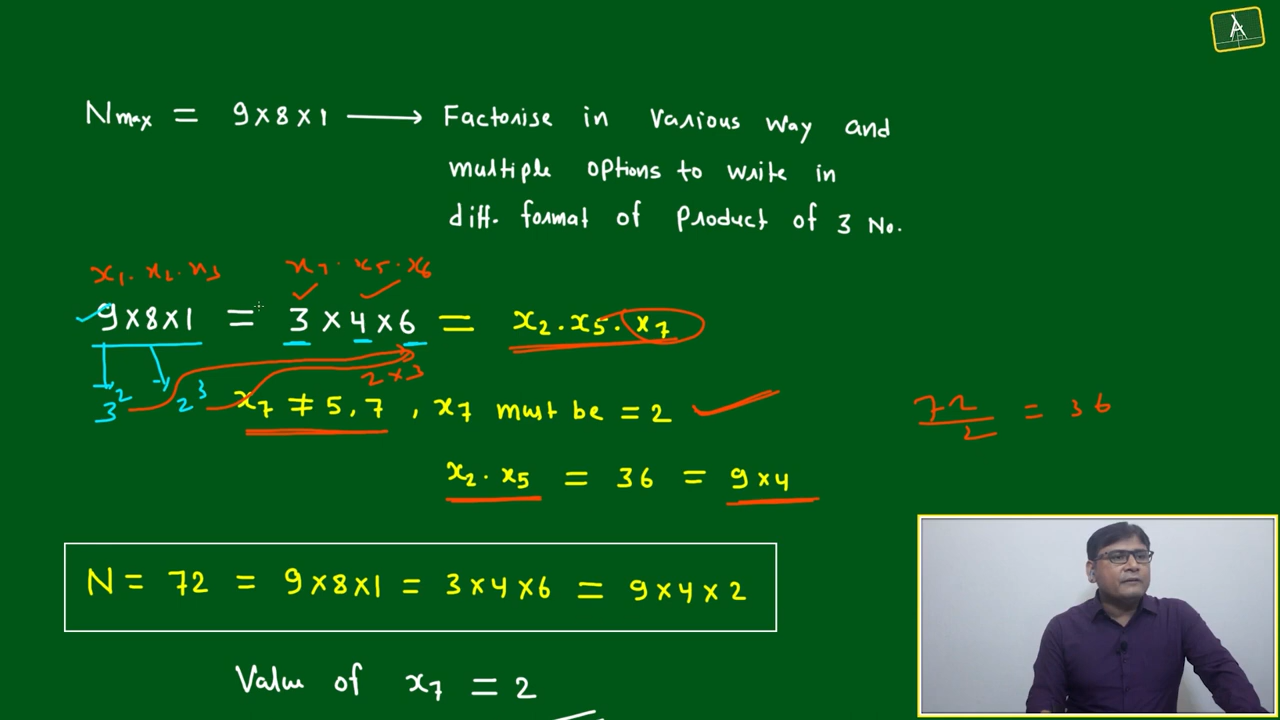 A
Nmax = 9×8×1 ⟶ Factorise in various way and
multiple options to write in
diff. format of Product of 3 No.
x₁. x₂. x₃ x₇. x₅. x₆
9×8×1 = 3×4×6 = x₂. x₅. x₇
2×3
3² 2³ x₇ ≠ 5,7 , x₇ must be = 2
72/2 = 36
x₂. x₅ = 36 = 9×4
N = 72 = 9×8×1 = 3×4×6 = 9×4×2
Value of x₇ = 2